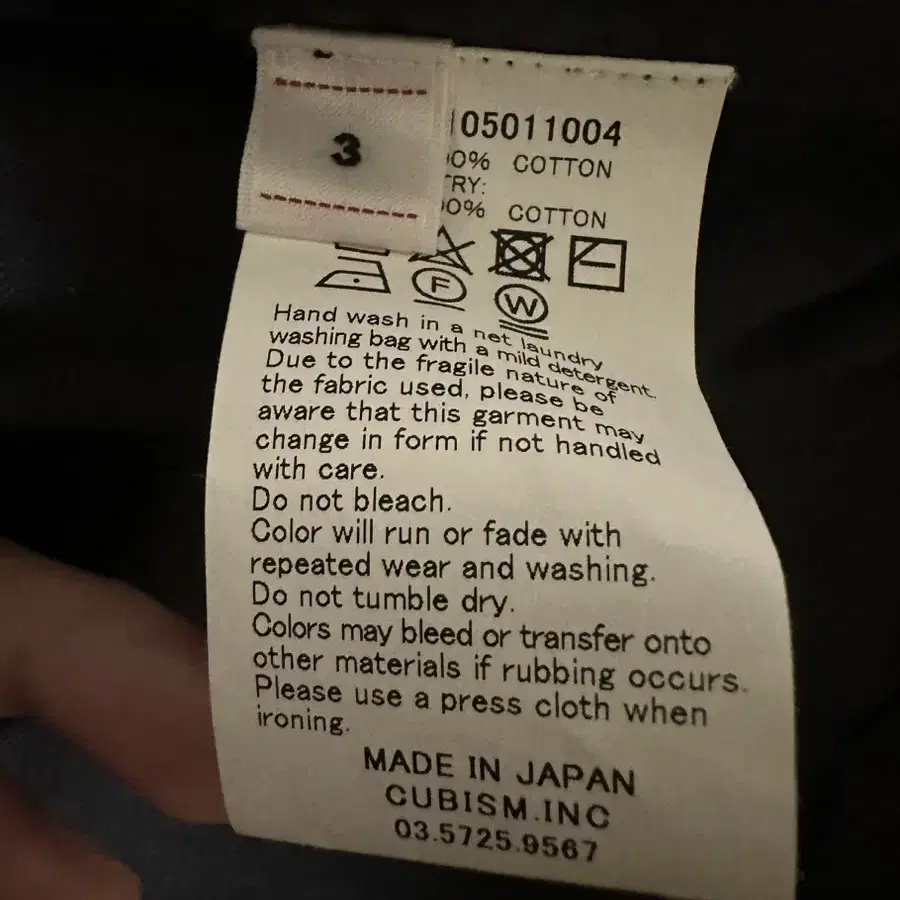 3
05011004
0% COTTON
RY:
00% COTTON
F
W
Hand wash in a net laundry
washing bag with a mild detergent.
Due to the fragile nature of
the fabric used, please be
aware that this garment may
change in form if not handled
with care.
Do not bleach.
Color will run or fade with
repeated wear and washing.
Do not tumble dry.
Colors may bleed or transfer onto
other materials if rubbing occurs.
Please use a press cloth when
ironing.
MADE IN JAPAN
CUBISM.INC
03.5725.9567